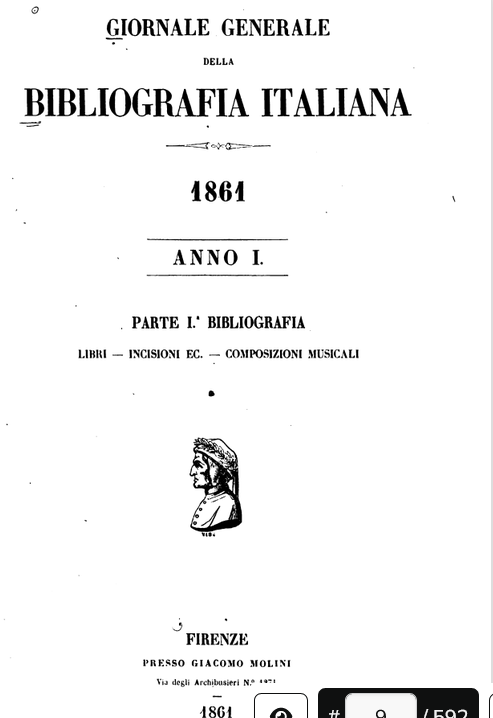 GIORNALE GENERALE
DELLA
BIBLIOGRAFIA ITALIANA
1861
ANNO I.
PARTE I.ª BIBLIOGRAFIA
LIBRI — INCISIONI EC. — COMPOSIZIONI MUSICALI
FIRENZE
PRESSO GIACOMO MOLINI
Via degli Archibusieri N.º
1861
# 9 / 592